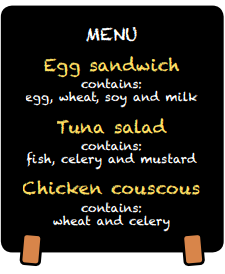 MENU
Egg sandwich
contains:
egg, wheat, soy and milk
Tuna salad
contains:
fish, celery and mustard
Chicken couscous
contains:
wheat and celery